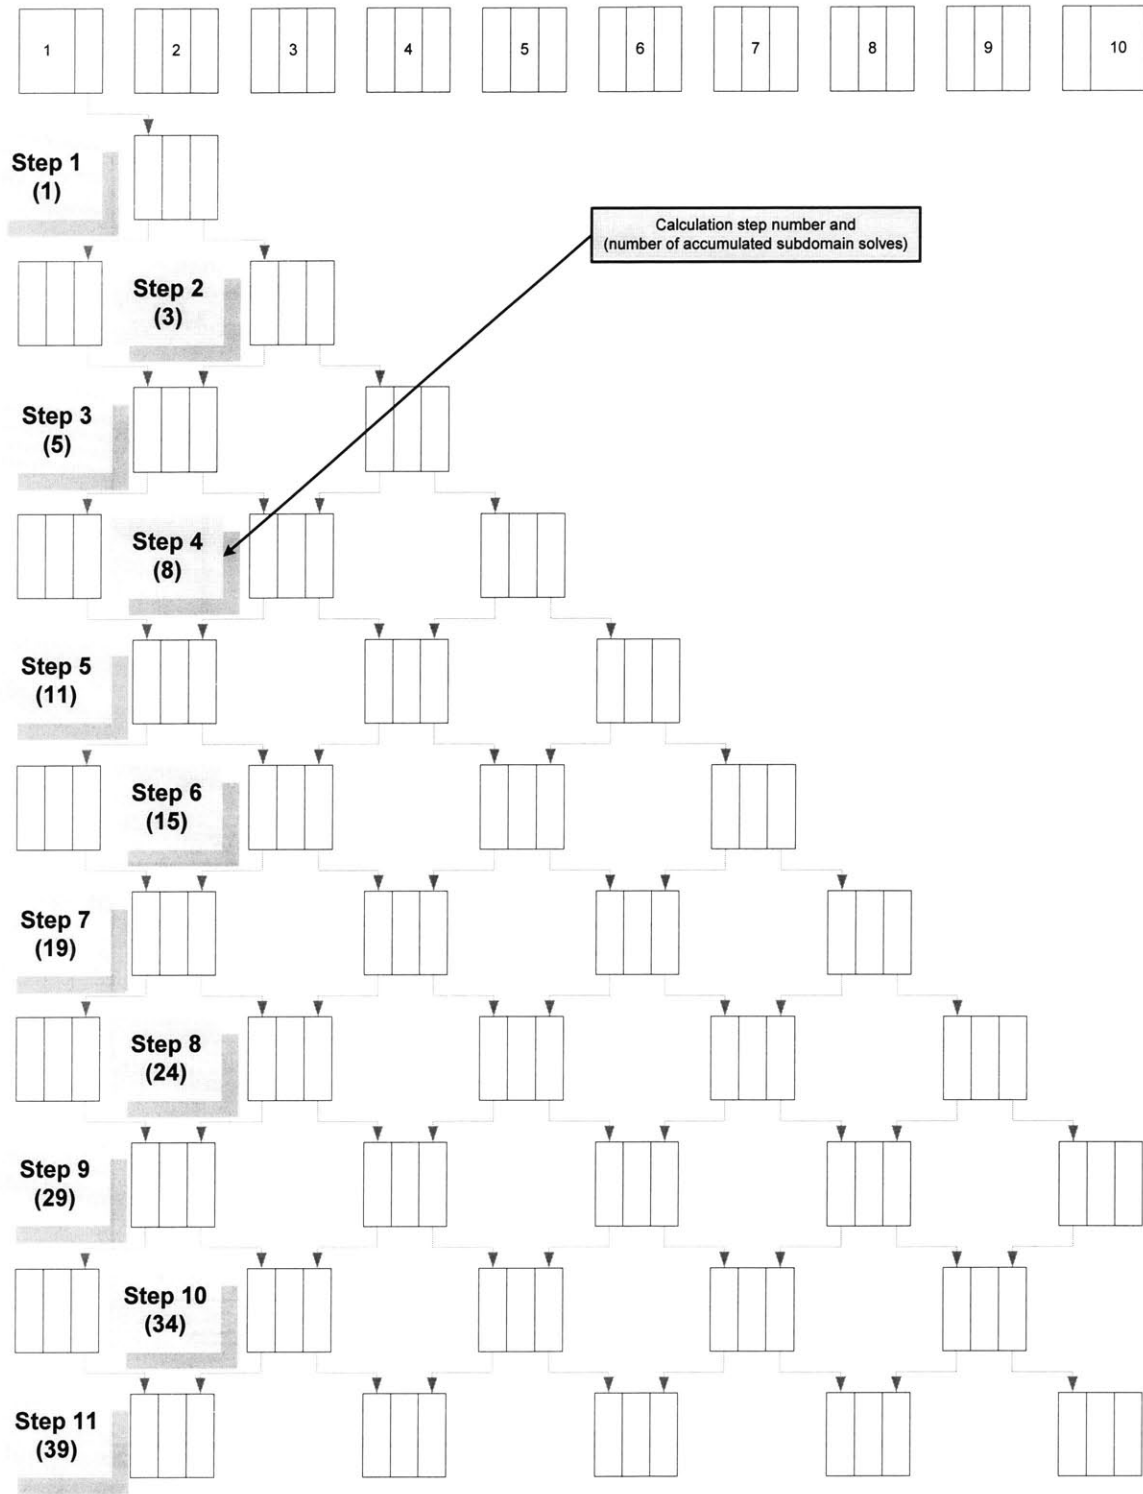 1 2 3 4 5 6 7 8 9 10
Step 1
(1)
Calculation step number and
(number of accumulated subdomain solves)
Step 2
(3)
Step 3
(5)
Step 4
(8)
Step 5
(11)
Step 6
(15)
Step 7
(19)
Step 8
(24)
Step 9
(29)
Step 10
(34)
Step 11
(39)